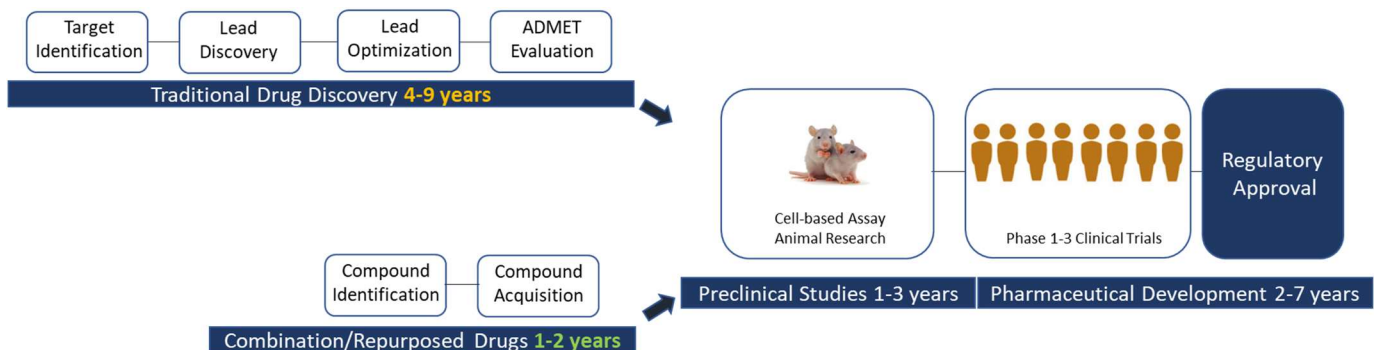 Target
Identification
Lead
Discovery
Lead
Optimization
ADMET
Evaluation
Traditional Drug Discovery 4-9 years
Compound
Identification
Compound
Acquisition
Combination/Repurposed Drugs 1-2 years
Cell-based Assay
Animal Research
Phase 1-3 Clinical Trials
Regulatory
Approval
Preclinical Studies 1-3 years
Pharmaceutical Development 2-7 years